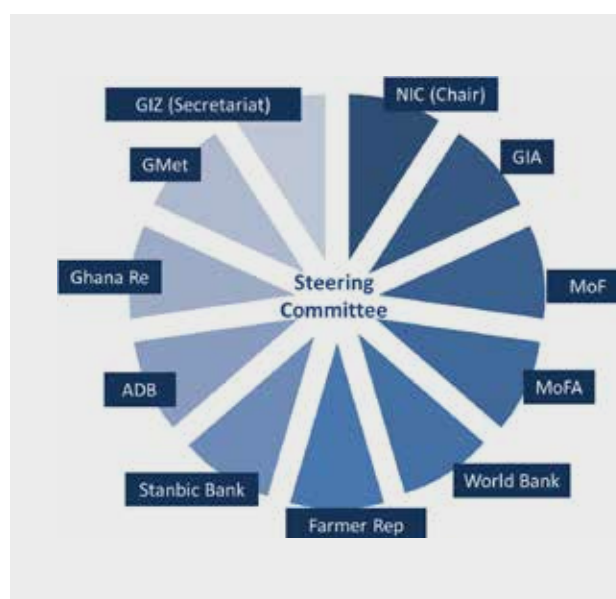 GIZ (Secretariat)
NIC (Chair)
GMet
GIA
Ghana Re
Steering
Committee
MoF
ADB
MoFA
Stanbic Bank
World Bank
Farmer Rep